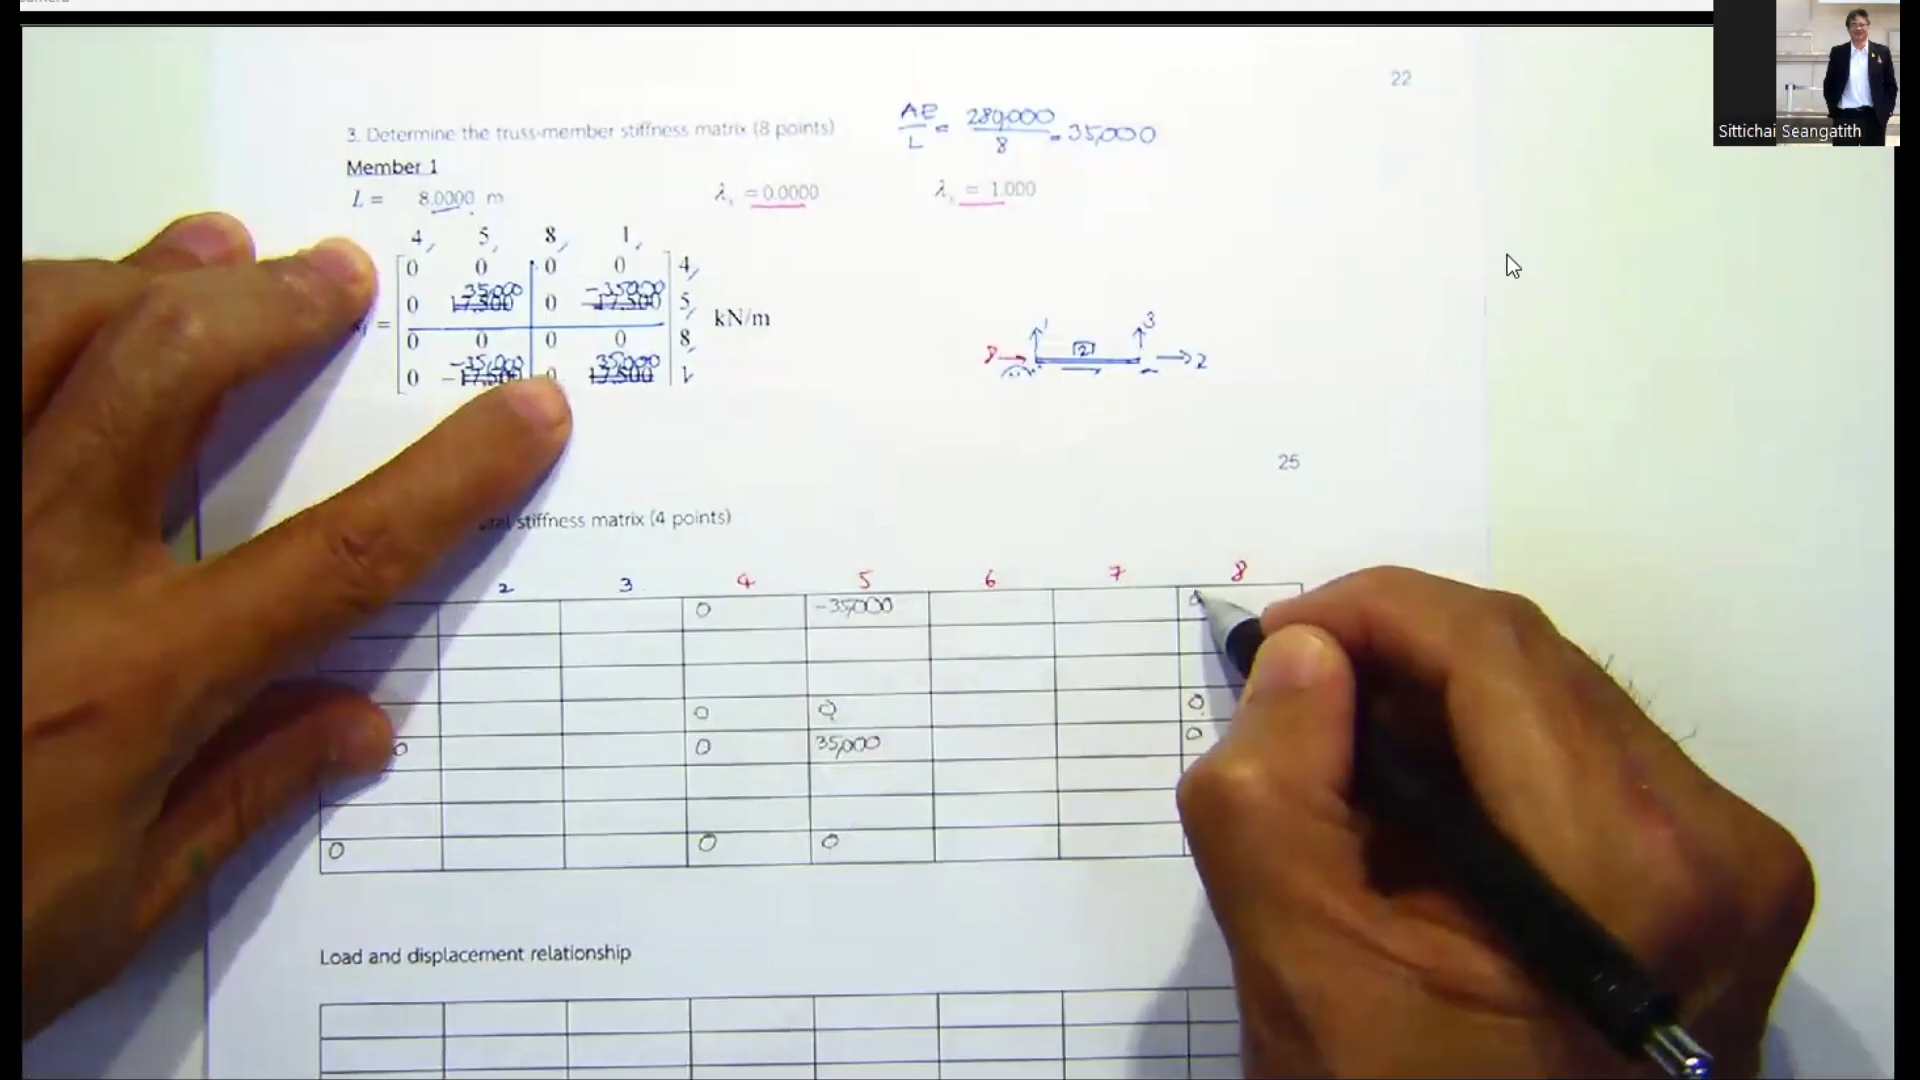 22
3. Determine the truss-member stiffness matrix (8 points)
AE/L = 280,000/8 = 35,000
Member 1
L = 8.0000 m
λ = 0.0000
λ = 1.000
4, 5, 8, 1,
0 0 0 0 4,
35,000 -35,000
0 17.500 0 -17.500 5,
= kN/m
0 0 0 0 8,
-35,000 35,000
0 -17.500 0 17.500 1,
1 3
2 2
25
stiffness matrix (4 points)
2 3 4 5 6 7 8
0 -35,000 0
0 0 0
0 0 35,000 0
0 0 0
Load and displacement relationship
Sittichai Seangatith